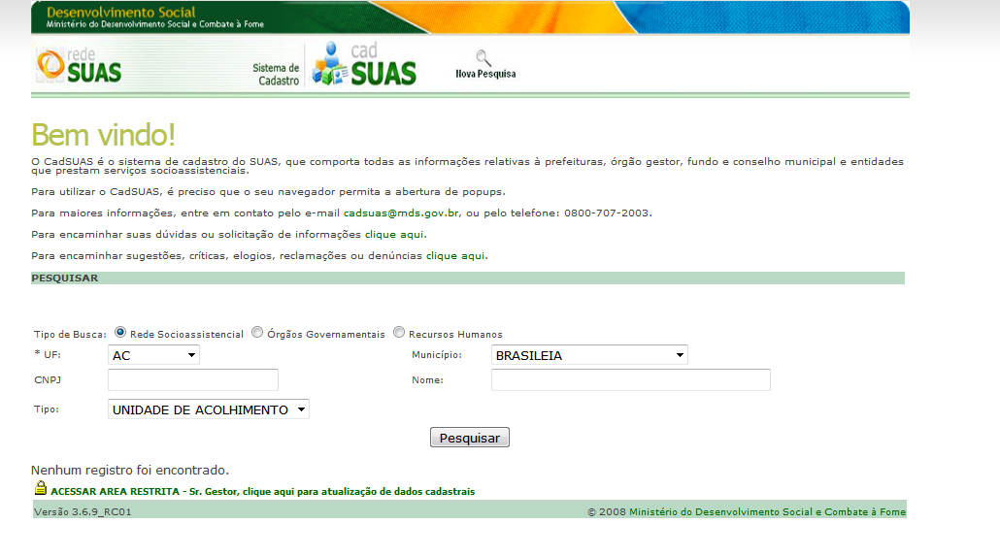 Desenvolvimento Social
Ministério do Desenvolvimento Social e Combate à Fome
rede
SUAS
Sistema de
Cadastro
cad
SUAS
Nova Pesquisa
Bem vindo!
O CadSUAS é o sistema de cadastro do SUAS, que comporta todas as informações relativas à prefeituras, órgão gestor, fundo e conselho municipal e entidades
que prestam serviços socioassistenciais.
Para utilizar o CadSUAS, é preciso que o seu navegador permita a abertura de popups.
Para maiores informações, entre em contato pelo e-mail cadsuas@mds.gov.br, ou pelo telefone: 0800-707-2003.
Para encaminhar suas dúvidas ou solicitação de informações clique aqui.
Para encaminhar sugestões, críticas, elogios, reclamações ou denúncias clique aqui.
PESQUISAR
Tipo de Busca: Rede Socioassistencial Órgãos Governamentais Recursos Humanos
* UF: AC Município: BRASILEIA
CNPJ Nome:
Tipo: UNIDADE DE ACOLHIMENTO
Pesquisar
Nenhum registro foi encontrado.
ACESSAR AREA RESTRITA - Sr. Gestor, clique aqui para atualização de dados cadastrais
Versão 3.6.9_RC01 © 2008 Ministério do Desenvolvimento Social e Combate à Fome